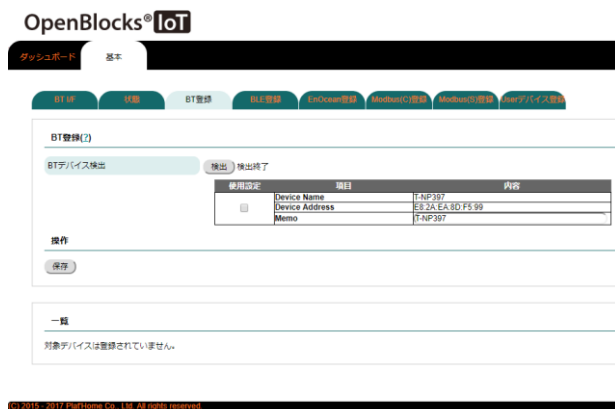 OpenBlocks® IoT
ダッシュボード 基本
BT I/F 状態 BT登録 BLE登録 EnOcean登録 Modbus(C)登録 Modbus(S)登録 Userデバイス登録
BT登録(?)
BTデバイス検出 検出 検出終了
使用設定 項目 内容
Device Name T-NP397
Device Address E8:2A:EA:8D:F5:99
Memo T-NP397
操作
保存
一覧
対象デバイスは登録されていません。
(C) 2015 - 2017 Plat'Home Co., Ltd. All rights reserved.